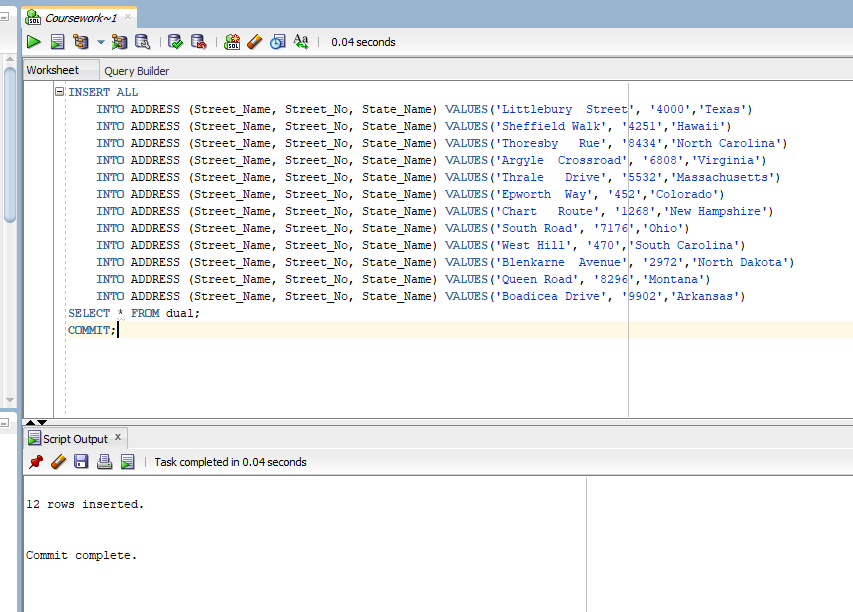 Coursework~1
0.04 seconds
Worksheet Query Builder
INSERT ALL
INTO ADDRESS (Street_Name, Street_No, State_Name) VALUES('Littlebury  Street', '4000','Texas')
INTO ADDRESS (Street_Name, Street_No, State_Name) VALUES('Sheffield Walk', '4251','Hawaii')
INTO ADDRESS (Street_Name, Street_No, State_Name) VALUES('Thoresby   Rue', '8434','North Carolina')
INTO ADDRESS (Street_Name, Street_No, State_Name) VALUES('Argyle  Crossroad', '6808','Virginia')
INTO ADDRESS (Street_Name, Street_No, State_Name) VALUES('Thrale   Drive', '5532','Massachusetts')
INTO ADDRESS (Street_Name, Street_No, State_Name) VALUES('Epworth  Way', '452','Colorado')
INTO ADDRESS (Street_Name, Street_No, State_Name) VALUES('Chart   Route', '1268','New Hampshire')
INTO ADDRESS (Street_Name, Street_No, State_Name) VALUES('South Road', '7176','Ohio')
INTO ADDRESS (Street_Name, Street_No, State_Name) VALUES('West Hill', '470','South Carolina')
INTO ADDRESS (Street_Name, Street_No, State_Name) VALUES('Blenkarne  Avenue', '2972','North Dakota')
INTO ADDRESS (Street_Name, Street_No, State_Name) VALUES('Queen Road', '8296','Montana')
INTO ADDRESS (Street_Name, Street_No, State_Name) VALUES('Boadicea Drive', '9902','Arkansas')
SELECT * FROM dual;
COMMIT;
Script Output x
Task completed in 0.04 seconds
12 rows inserted.
Commit complete.